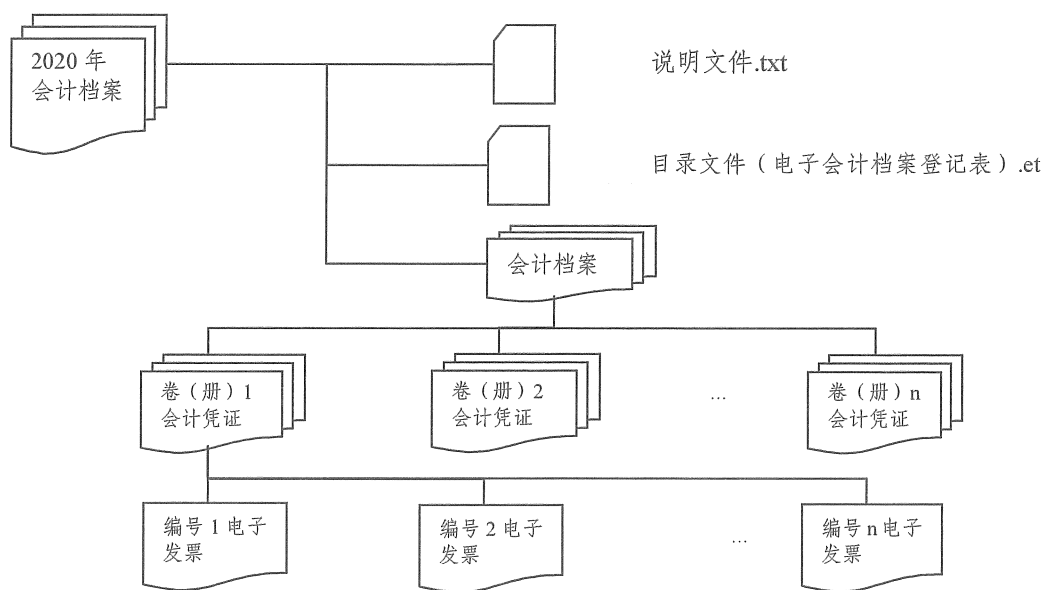 2020 年
会计档案
说明文件.txt
目录文件（电子会计档案登记表）.et
会计档案
卷（册）1
会计凭证
卷（册）2
会计凭证
...
卷（册）n
会计凭证
编号 1 电子
发票
编号 2 电子
发票
...
编号 n 电子
发票